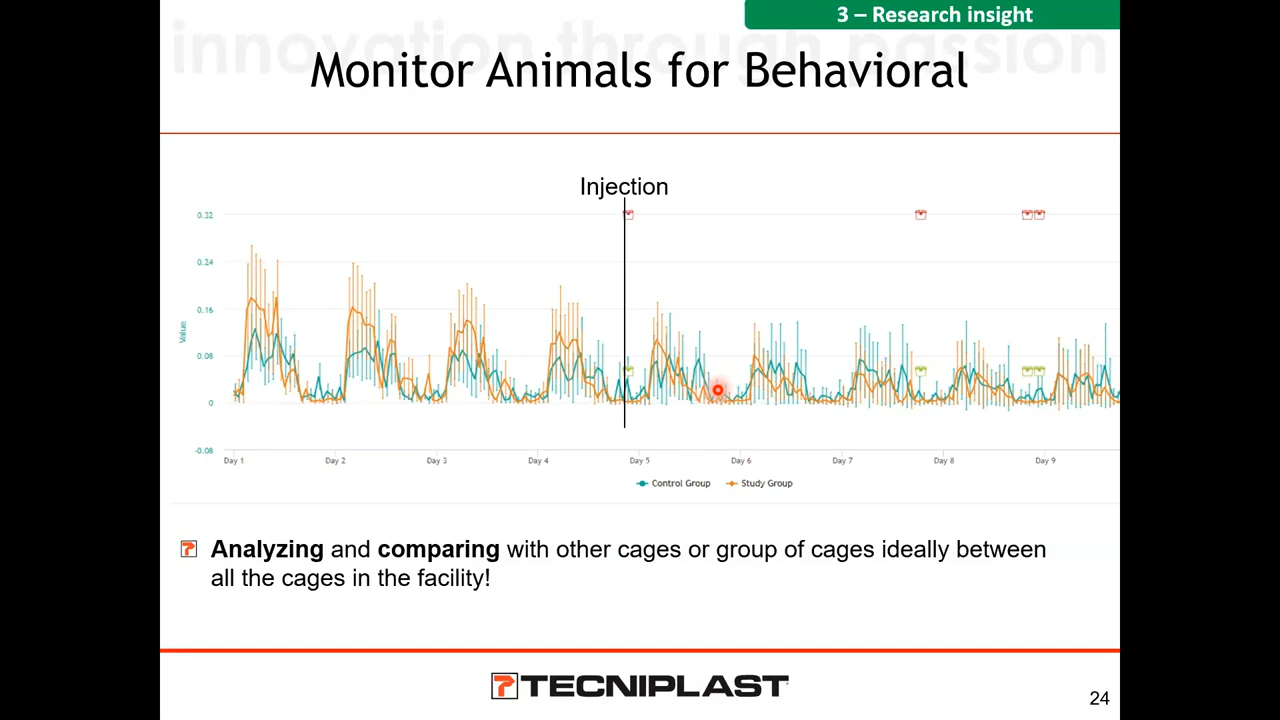 3 – Research insight
innovation through passion
Monitor Animals for Behavioral
Injection
0.32
0.24
0.16
0.08
0
-0.08
Value
Day 1
Day 2
Day 3
Day 4
Day 5
Day 6
Day 7
Day 8
Day 9
Control Group
Study Group
Analyzing and comparing with other cages or group of cages ideally between
all the cages in the facility!
TECNIPLAST
24